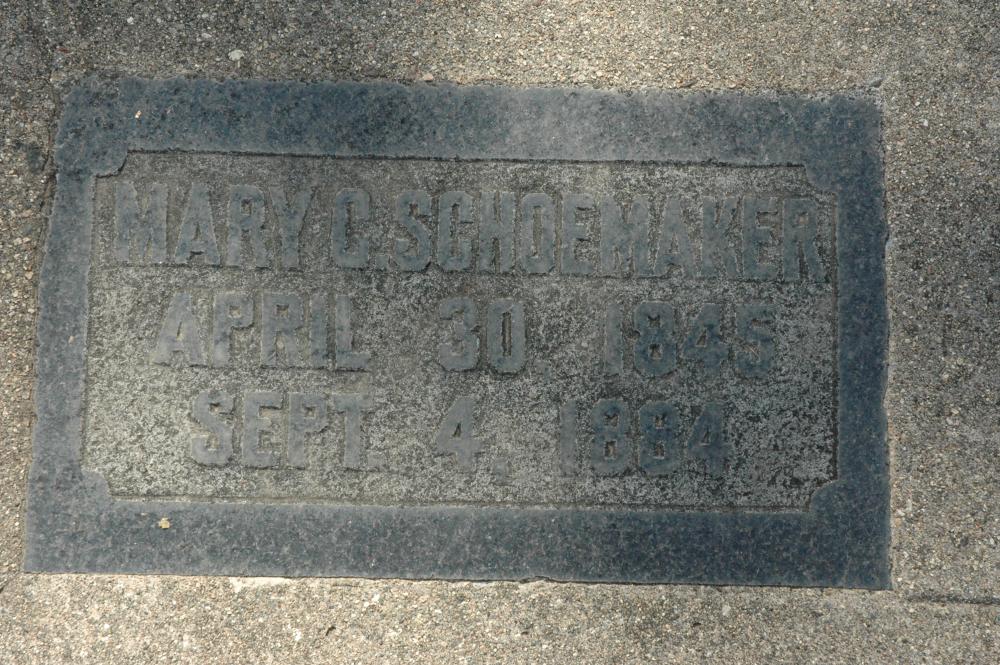 MARY C. SCHOEMAKER
APRIL 30, 1845
SEPT. 4, 1884